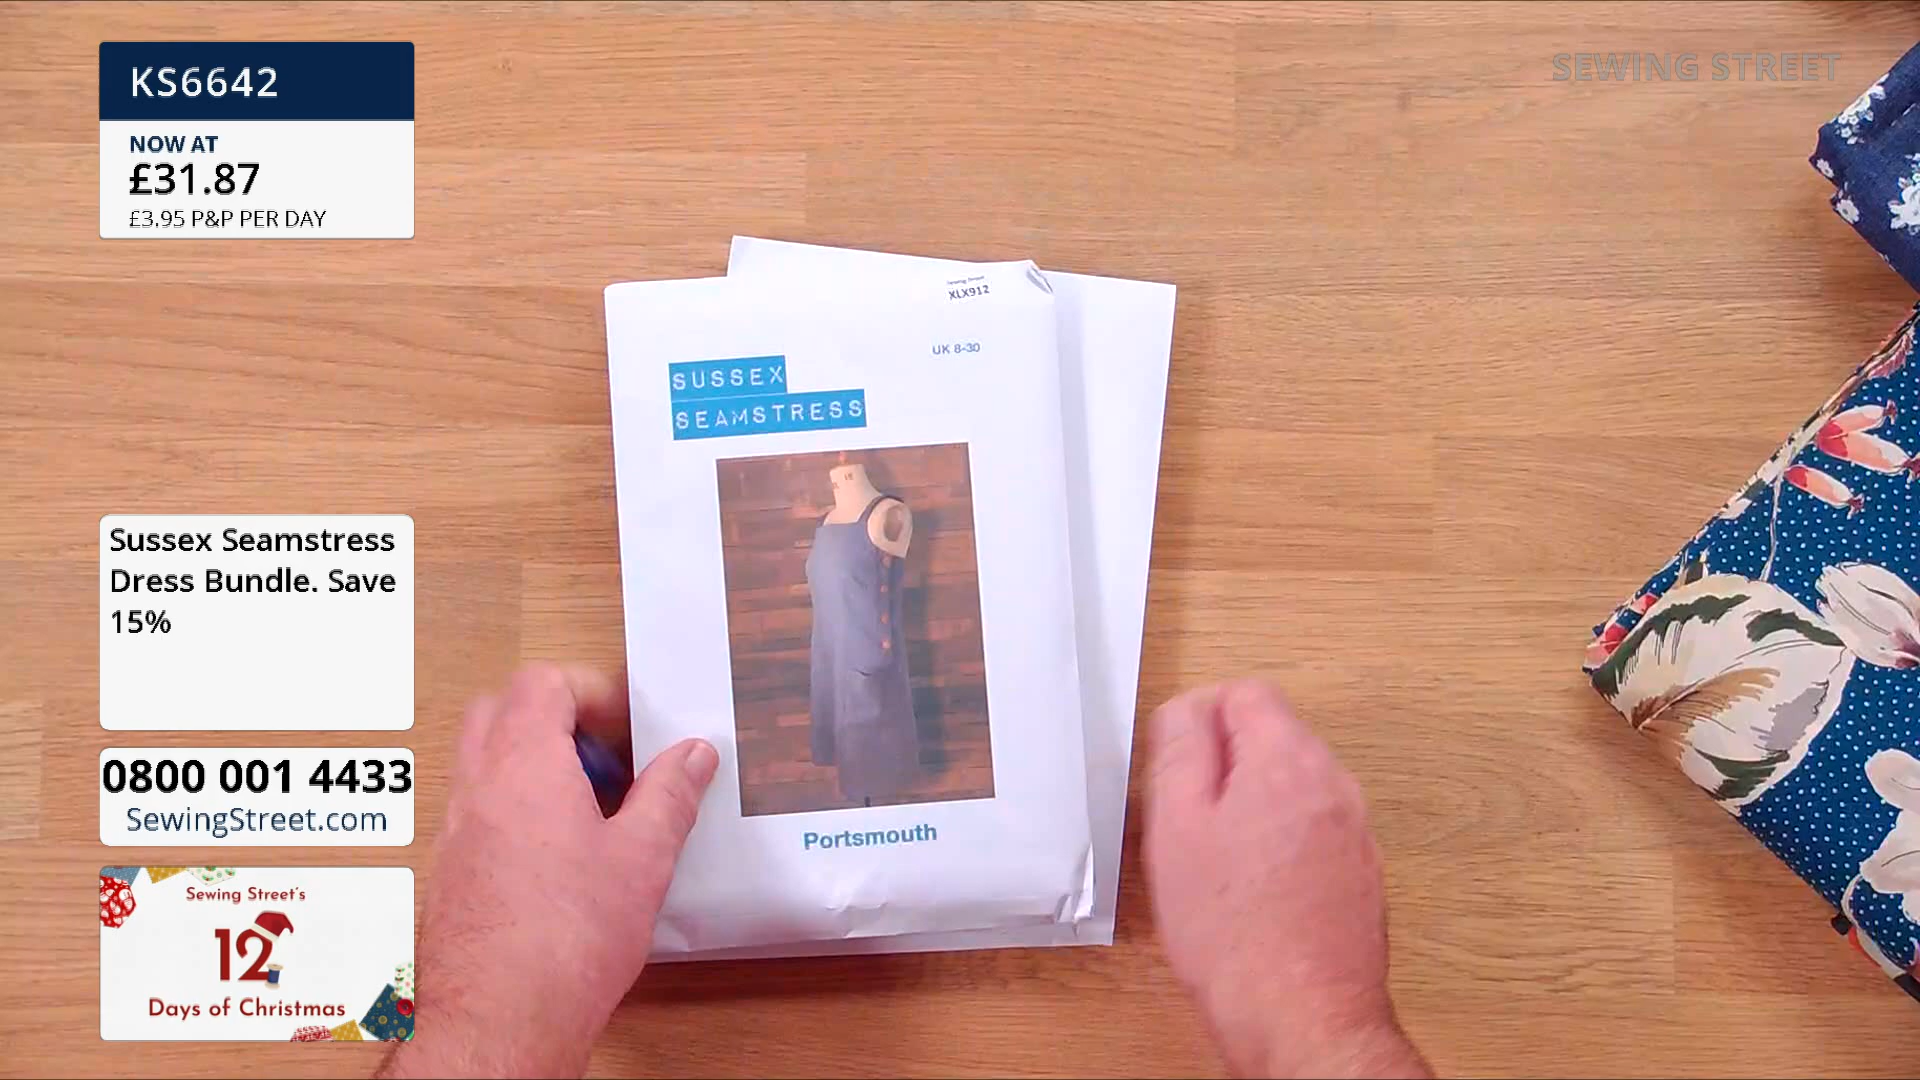 KS6642
NOW AT
£31.87
£3.95 P&P PER DAY
SEWING STREET
Sussex Seamstress
Dress Bundle. Save
15%
0800 001 4433
SewingStreet.com
Sewing Street's
12
Days of Christmas
XLX912
UK 8-30
SUSSEX
SEAMSTRESS
Portsmouth